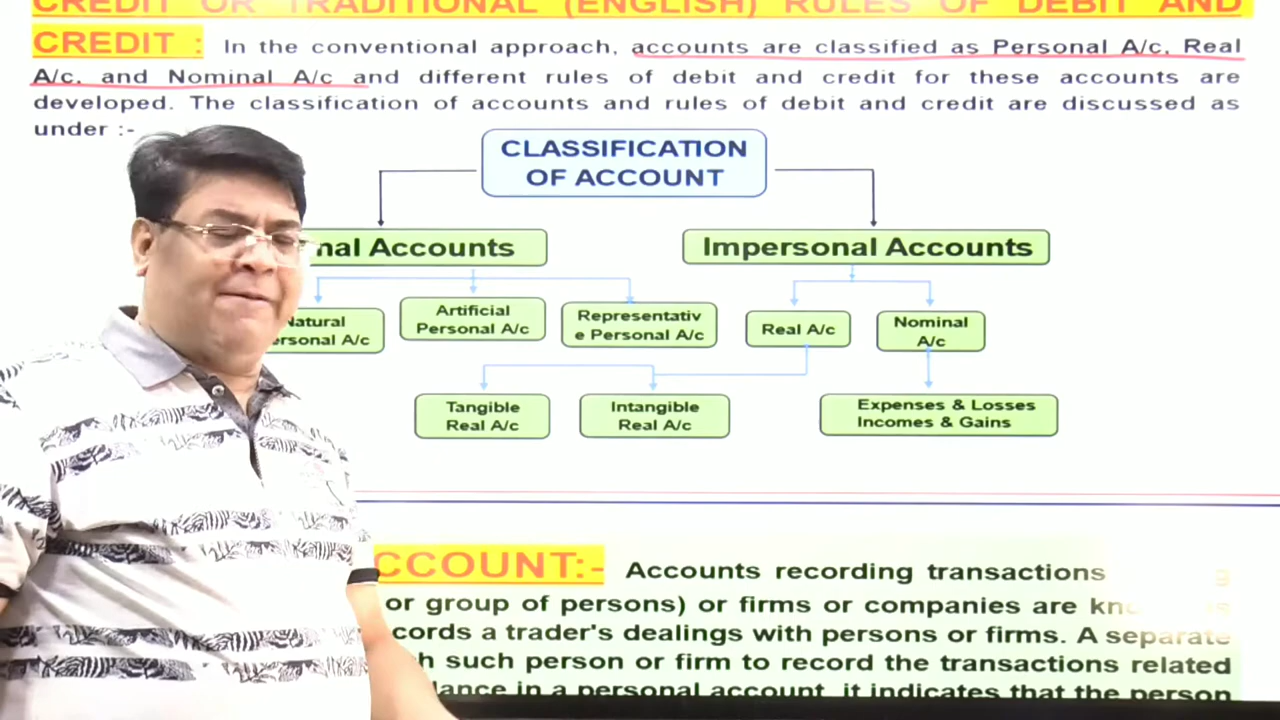 CREDIT OR TRADITIONAL (ENGLISH) RULES OF DEBIT AND
CREDIT : In the conventional approach, accounts are classified as Personal A/c, Real
A/c, and Nominal A/c and different rules of debit and credit for these accounts are
developed. The classification of accounts and rules of debit and credit are discussed as
under :-
CLASSIFICATION
OF ACCOUNT
nal Accounts
Impersonal Accounts
Natural
ersonal A/c
Artificial
Personal A/c
Representativ
e Personal A/c
Real A/c
Nominal
A/c
Tangible
Real A/c
Intangible
Real A/c
Expenses & Losses
Incomes & Gains
CCOUNT:- Accounts recording transactions
or group of persons) or firms or companies are
cords a trader's dealings with persons or firms. A separate
h such person or firm to record the transactions related
lance in a personal account, it indicates that the person